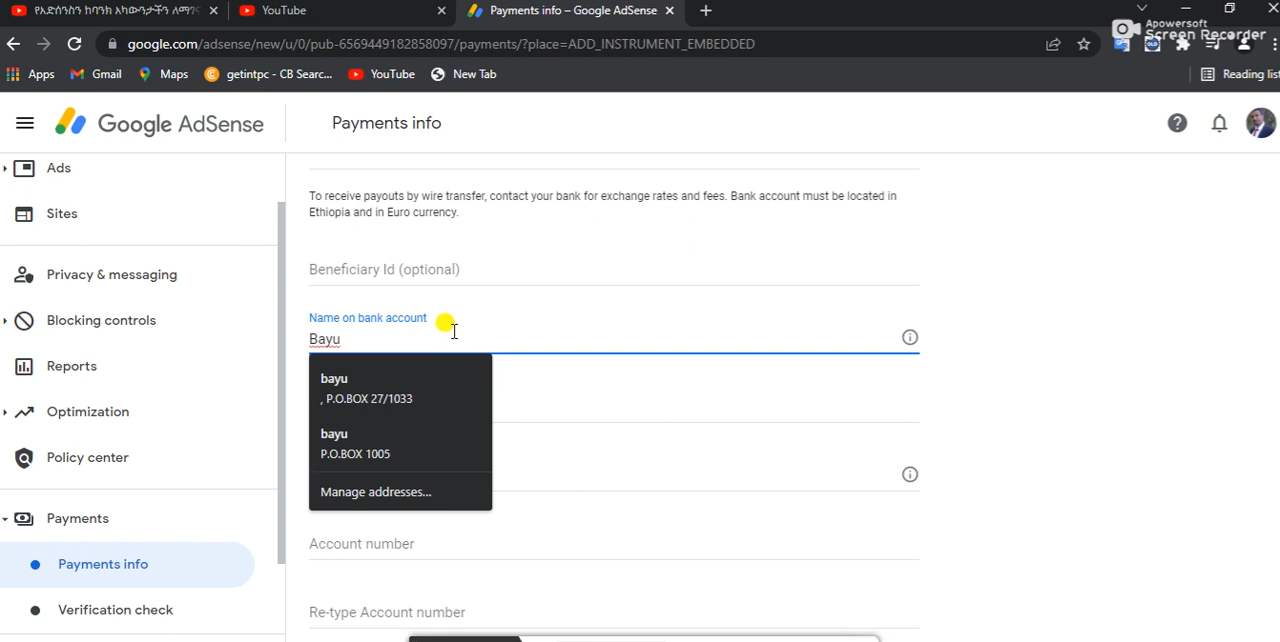 የአድሰንስን ከባንክ አካውንታችን ለማገና
YouTube
Payments info – Google AdSense
google.com/adsense/new/u/0/pub-6569449182858097/payments/?place=ADD_INSTRUMENT_EMBEDDED
Apowersoft
Screen Recorder
Apps
Gmail
Maps
getintpc - CB Searc...
YouTube
New Tab
Reading list
Google AdSense
Payments info
Ads
Sites
Privacy & messaging
Blocking controls
Reports
Optimization
Policy center
Payments
Payments info
Verification check
To receive payouts by wire transfer, contact your bank for exchange rates and fees. Bank account must be located in
Ethiopia and in Euro currency.
Beneficiary Id (optional)
Name on bank account
Bayu
bayu
, P.O.BOX 27/1033
bayu
P.O.BOX 1005
Manage addresses...
Account number
Re-type Account number